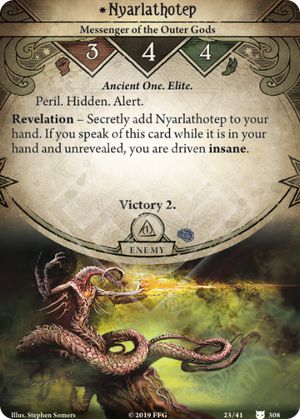 *Nyarlathotep
Messenger of the Outer Gods
3 4 4
Ancient One. Elite.
Peril. Hidden. Alert.
Revelation – Secretly add Nyarlathotep to your
hand. If you speak of this card while it is in your
hand and unrevealed, you are driven insane.
Victory 2.
ENEMY
Illus. Stephen Somers © 2019 FFG 23/41 308